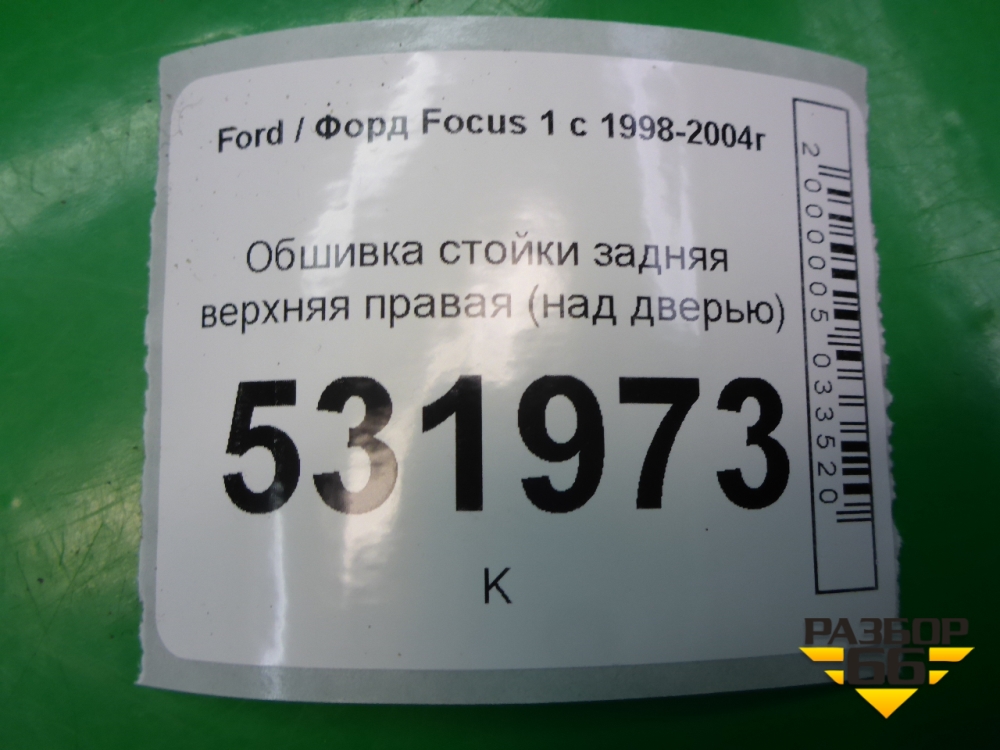 Ford / Форд Focus 1 с 1998-2004г
Обшивка стойки задняя
верхняя правая (над дверью)
531973
К
2000005033520
РАЗБОР
66